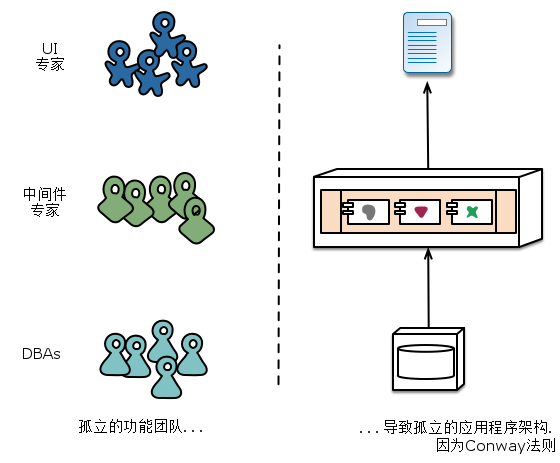 UI
专家
中间件
专家
DBAs
孤立的功能团队...
...导致孤立的应用程序架构.
因为Conway法则